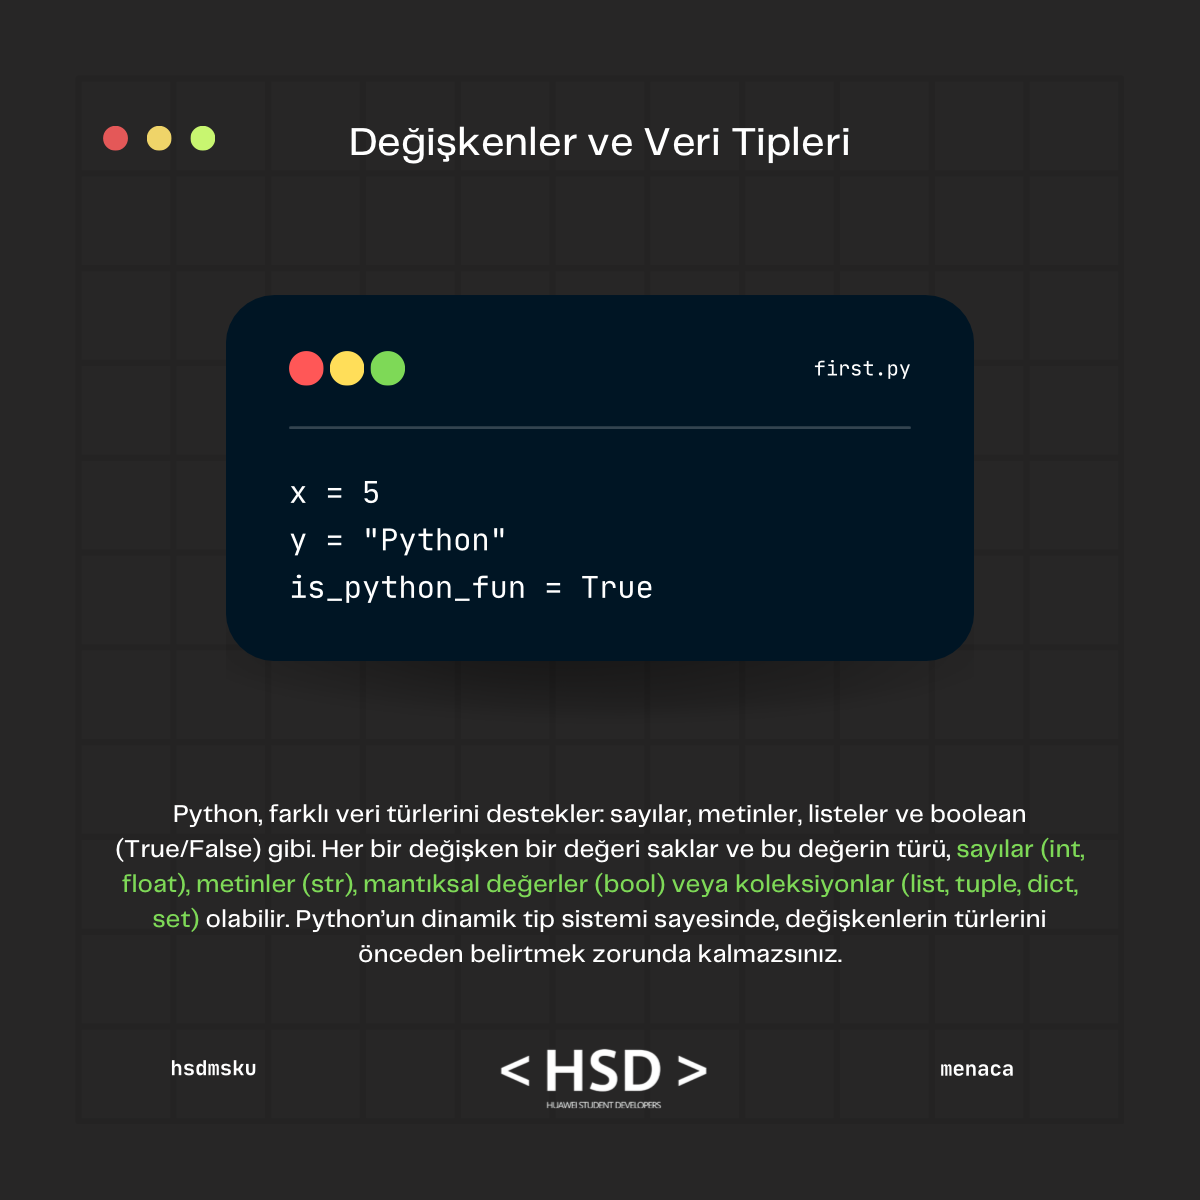 Değişkenler ve Veri Tipleri
first.py
x = 5
y = "Python"
is_python_fun = True
Python, farklı veri türlerini destekler: sayılar, metinler, listeler ve boolean
(True/False) gibi. Her bir değişken bir değeri saklar ve bu değerin türü, sayılar (int,
float), metinler (str), mantıksal değerler (bool) veya koleksiyonlar (list, tuple, dict,
set) olabilir. Python’un dinamik tip sistemi sayesinde, değişkenlerin türlerini
önceden belirtmek zorunda kalmazsınız.
hsdmsku
< HSD >
HUAWEI STUDENT DEVELOPERS
menaca